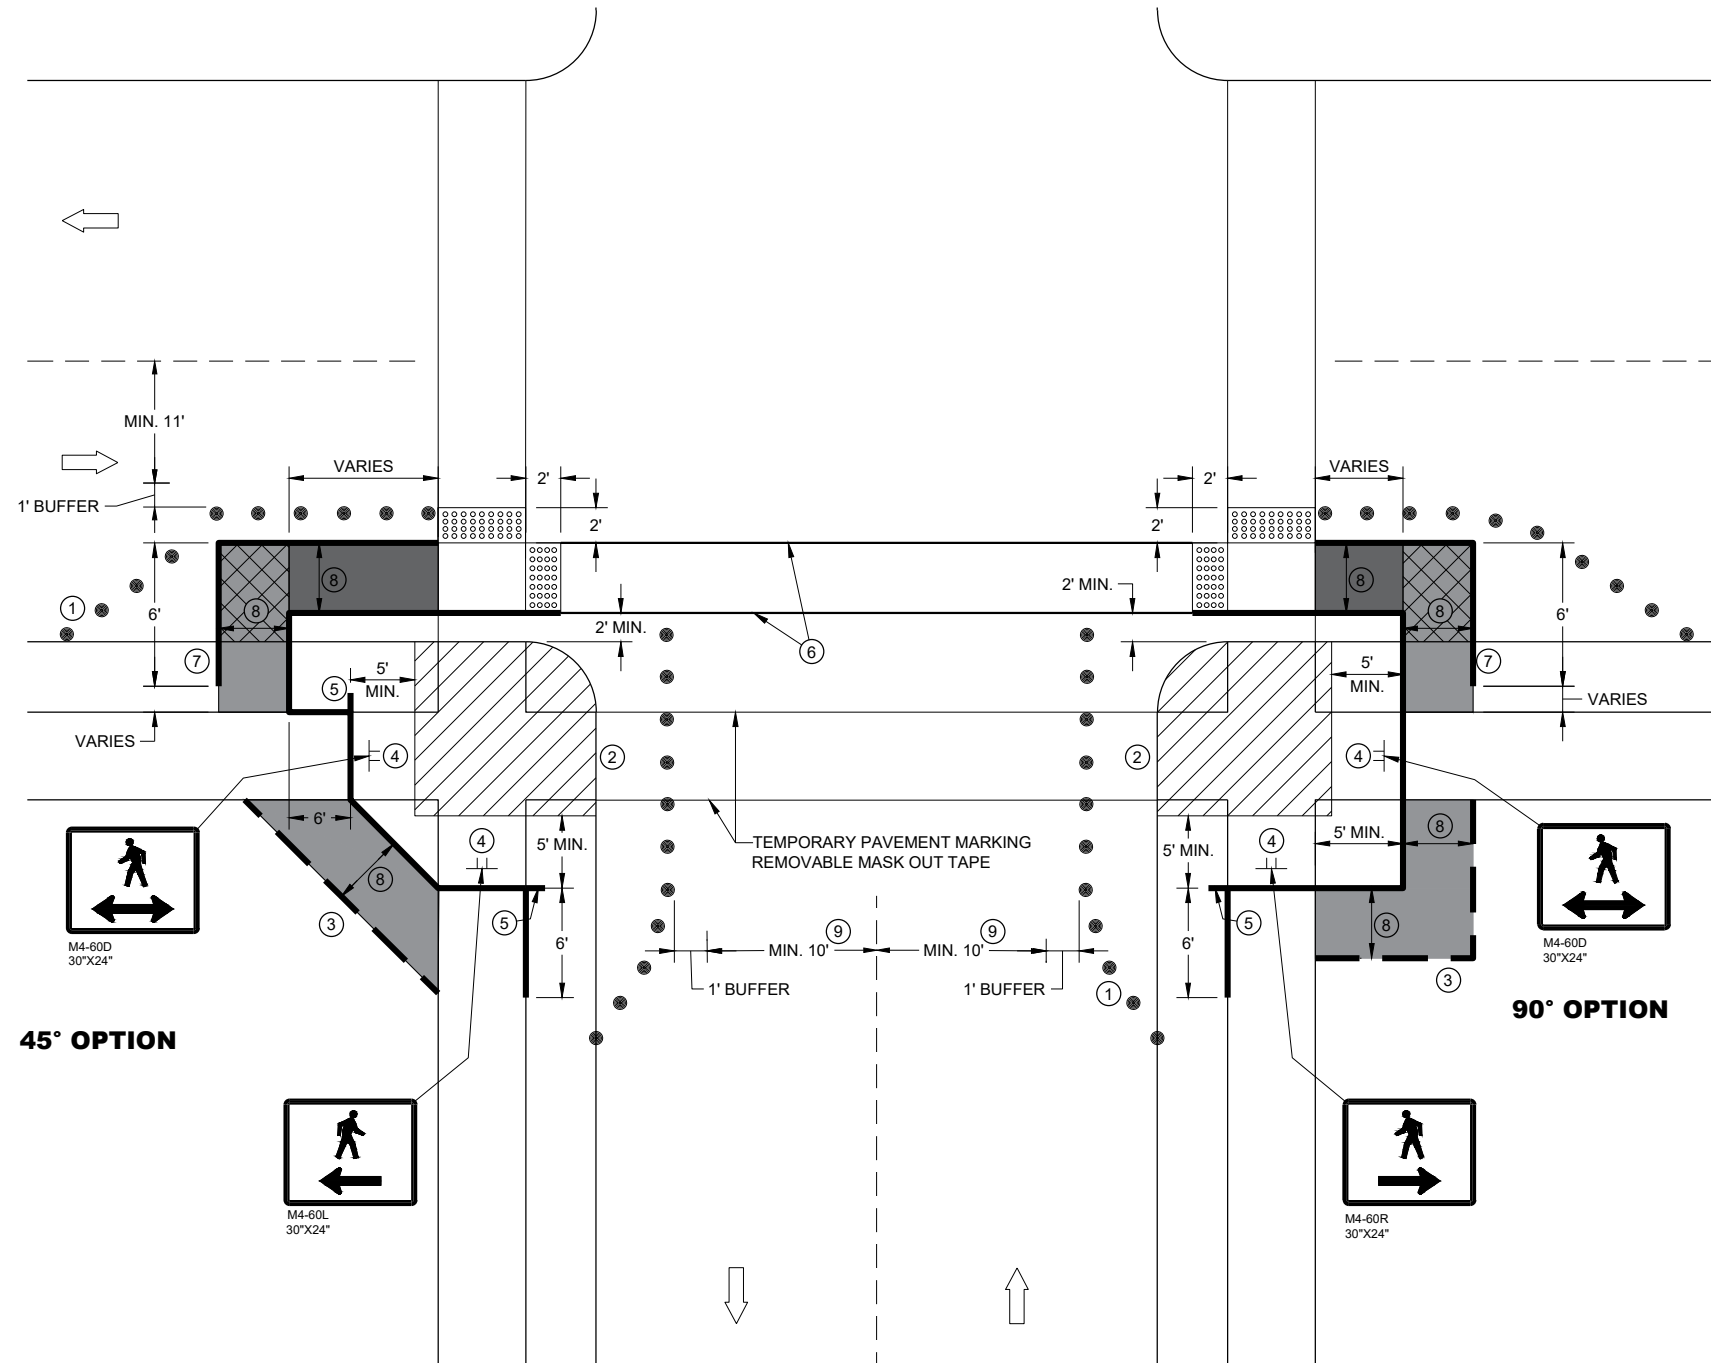 MIN. 11'
1' BUFFER
VARIES
2'
2'
2'
2'
VARIES
6'
1
8
8
2' MIN.
2' MIN.
8
8
6'
7
5'
MIN.
5
6
5'
MIN.
7
VARIES
VARIES
4
2
2
4
6'
TEMPORARY PAVEMENT MARKING
REMOVABLE MASK OUT TAPE
4
5' MIN.
5' MIN.
4
5' MIN.
8
8
3
5
6'
MIN. 10'
9
MIN. 10'
9
6'
5
8
3
1' BUFFER
1' BUFFER
1
M4-60D
30"X24"
M4-60D
30"X24"
45° OPTION
90° OPTION
M4-60L
30"X24"
M4-60R
30"X24"